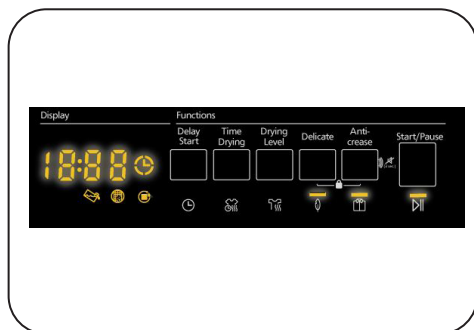 Display
Functions
Delay
Start
Time
Drying
Drying
Level
Delicate
Anti-
crease
Start/Pause
18:88